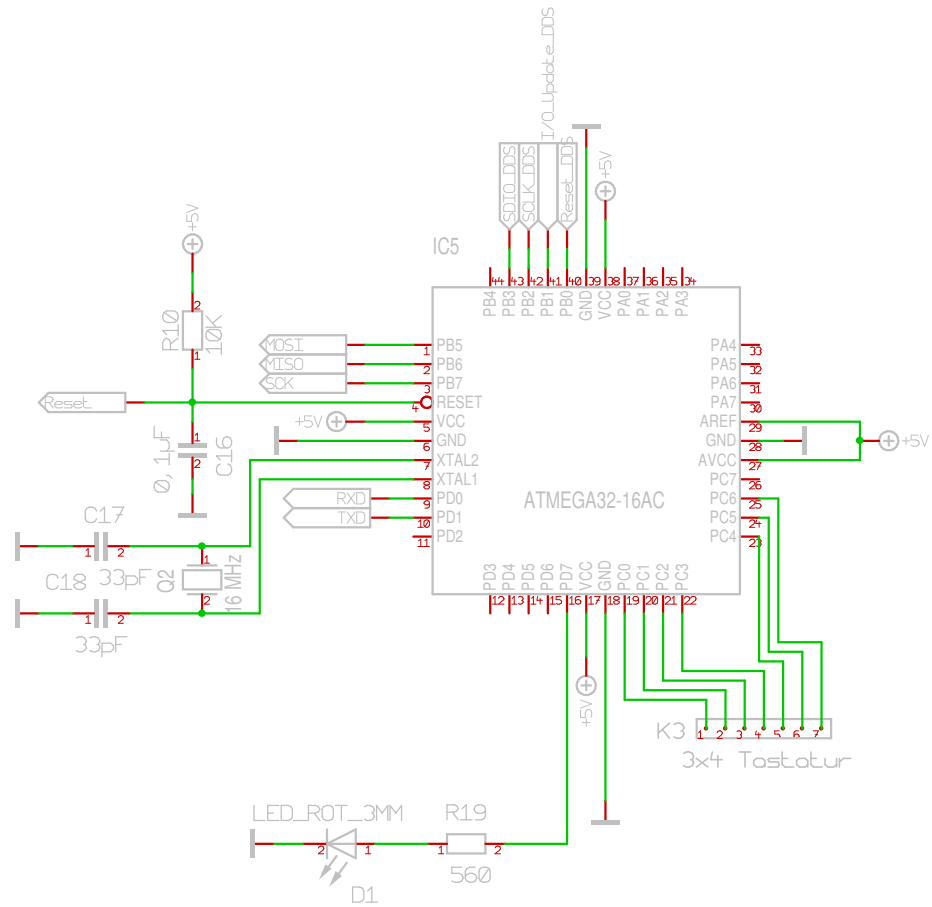 I/O_Update_DDS
SDIO_DDS
SCLK_DDS
Reset_DDS
+5V
+5V
IC5
44 43 42 41 40 39 38 37 36 35 34
PB4 PB3 PB2 PB1 PB0 GND VCC PA0 PA1 PA2 PA3
2
R10
10K
1
MOSI
1
PB5
PA4
33
MISO
2
PB6
PA5
32
SCK
3
PB7
PA6
31
Reset
4
RESET
PA7
30
+5V
5
VCC
AREF
29
6
GND
GND
28
+5V
1
0,1µF
C16
2
7
XTAL2
AVCC
27
8
XTAL1
PC7
26
RXD
9
PD0
ATMEGA32-16AC
PC6
25
TXD
10
PD1
PC5
24
11
PD2
PC4
23
C17
1 2
33pF
1
Q2
16 MHz
2
C18
1 2
33pF
PD3 PD4 PD5 PD6 PD7 VCC GND PC0 PC1 PC2 PC3
12 13 14 15 16 17 18 19 20 21 22
+5V
K3
1 2 3 4 5 6 7
3x4 Tastatur
LED_ROT_3MM
R19
2 1
1 2
560
D1